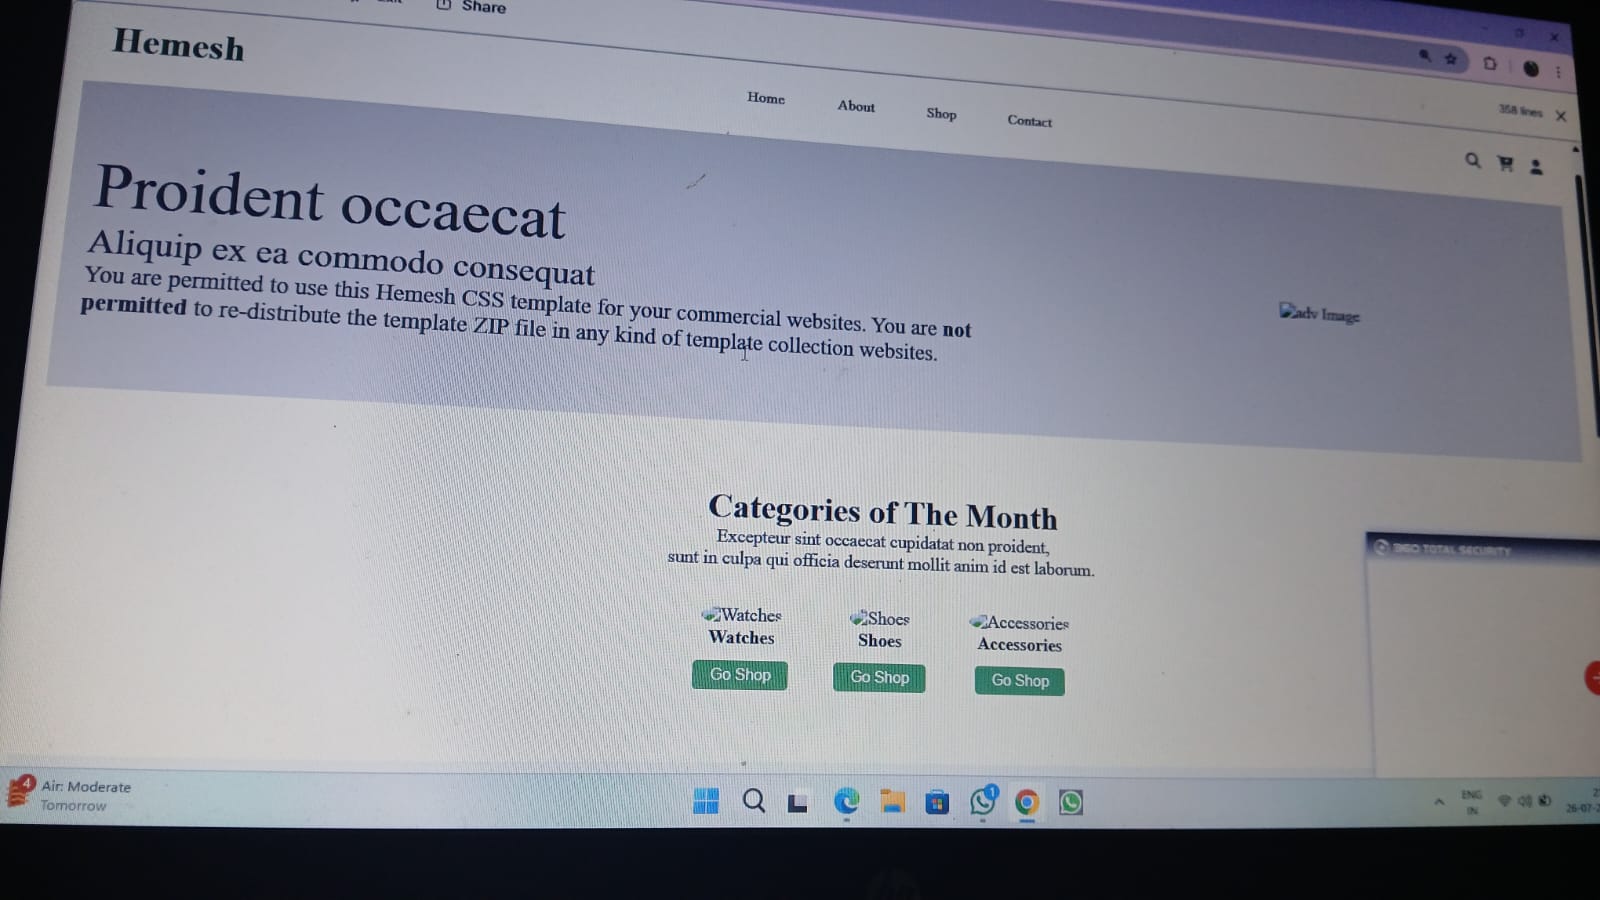 Share
Hemesh
358 lines
Home About Shop Contact
Proident occaecat
Aliquip ex ea commodo consequat
You are permitted to use this Hemesh CSS template for your commercial websites. You are not
permitted to re-distribute the template ZIP file in any kind of template collection websites.
adv Image
Categories of The Month
Excepteur sint occaecat cupidatat non proident,
sunt in culpa qui officia deserunt mollit anim id est laborum.
Watches Shoes Accessories
Watches Shoes Accessories
Go Shop Go Shop Go Shop
TOTAL SECURITY
4
Air: Moderate
Tomorrow
1
ENG
IN
26-07-2